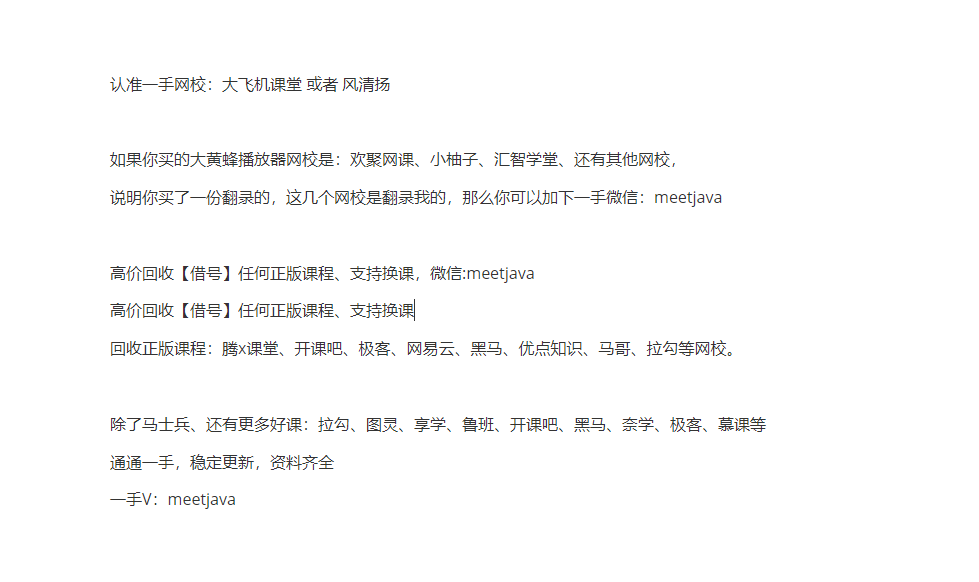 认准一手网校：大飞机课堂 或者 风清扬
如果你买的大黄蜂播放器网校是：欢聚网课、小柚子、汇智学堂、还有其他网校，
说明你买了一份翻录的，这几个网校是翻录我的，那么你可以加下一手微信：meetjava
高价回收【借号】任何正版课程、支持换课，微信:meetjava
高价回收【借号】任何正版课程、支持换课
回收正版课程：腾x课堂、开课吧、极客、网易云、黑马、优点知识、马哥、拉勾等网校。
除了马士兵、还有更多好课：拉勾、图灵、享学、鲁班、开课吧、黑马、奈学、极客、慕课等
通通一手，稳定更新，资料齐全
一手V：meetjava